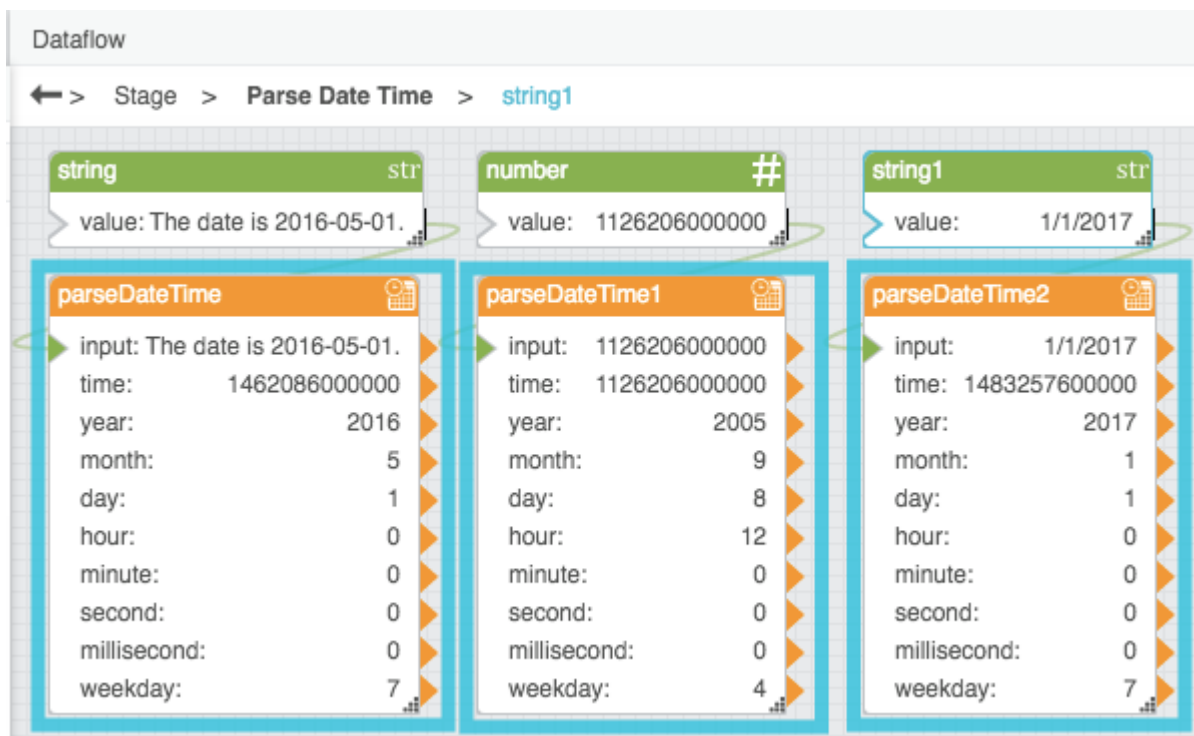 Dataflow
> Stage > Parse Date Time > string1
string str
value: The date is 2016-05-01.
number #
value: 1126206000000
string1 str
value: 1/1/2017
parseDateTime
input: The date is 2016-05-01.
time: 1462086000000
year: 2016
month: 5
day: 1
hour: 0
minute: 0
second: 0
millisecond: 0
weekday: 7
parseDateTime1
input: 1126206000000
time: 1126206000000
year: 2005
month: 9
day: 8
hour: 12
minute: 0
second: 0
millisecond: 0
weekday: 4
parseDateTime2
input: 1/1/2017
time: 1483257600000
year: 2017
month: 1
day: 1
hour: 0
minute: 0
second: 0
millisecond: 0
weekday: 7